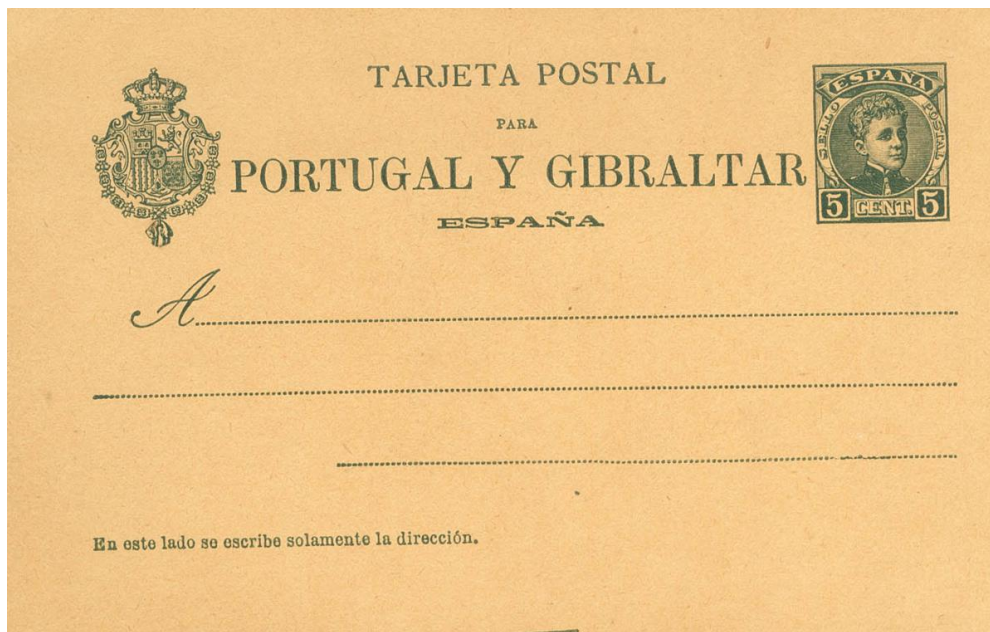 TARJETA POSTAL
PARA
PORTUGAL Y GIBRALTAR
ESPAÑA
ESPAÑA
SELLO
POSTAL
5 CENT. 5
A
En este lado se escribe solamente la dirección.